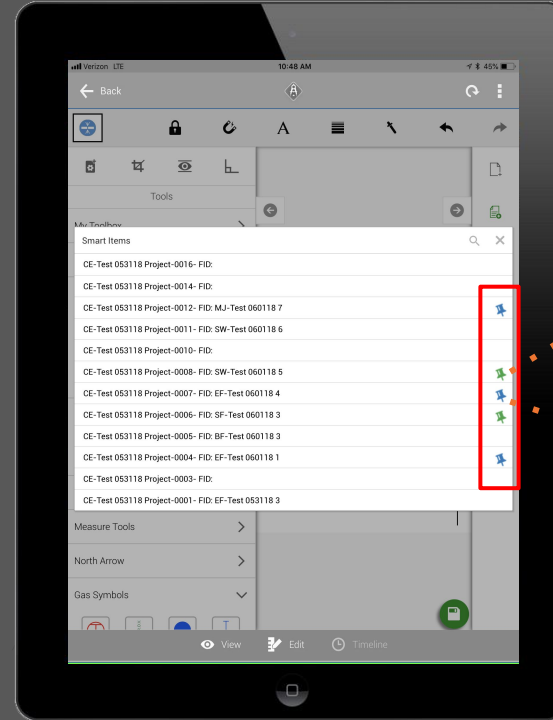 Verizon LTE 10:48 AM 45%
Back
A
Tools
My Toolbox
Smart Items
CE-Test 053118 Project-0016- FID:
CE-Test 053118 Project-0014- FID:
CE-Test 053118 Project-0012- FID: MJ-Test 060118 7
CE-Test 053118 Project-0011- FID: SW-Test 060118 6
CE-Test 053118 Project-0010- FID:
CE-Test 053118 Project-0008- FID: SW-Test 060118 5
CE-Test 053118 Project-0007- FID: EF-Test 060118 4
CE-Test 053118 Project-0006- FID: SF-Test 060118 3
CE-Test 053118 Project-0005- FID: BF-Test 060118 3
CE-Test 053118 Project-0004- FID: EF-Test 060118 1
CE-Test 053118 Project-0003- FID:
CE-Test 053118 Project-0001- FID: EF-Test 053118 3
Measure Tools
North Arrow
Gas Symbols
View Edit Timeline